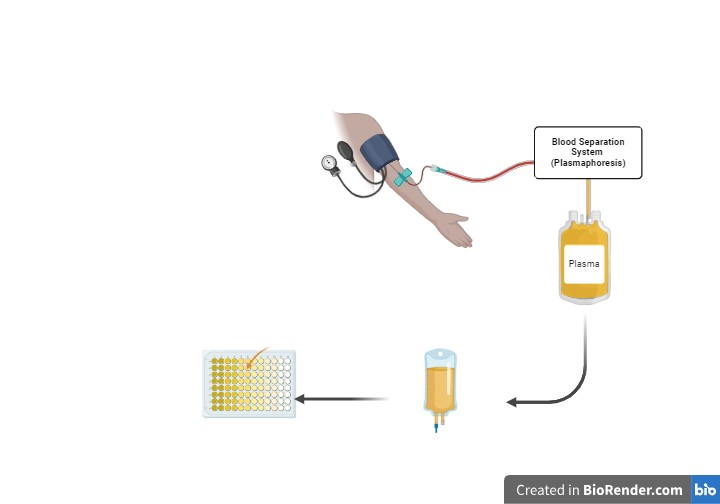 Blood Separation
System
(Plasmaphoresis)
Plasma
Created in BioRender.com bio